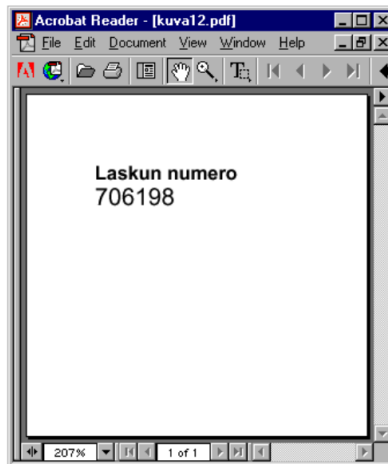 Acrobat Reader - [kuva12.pdf]
File Edit Document View Window Help
Laskun numero
706198
207% 1 of 1